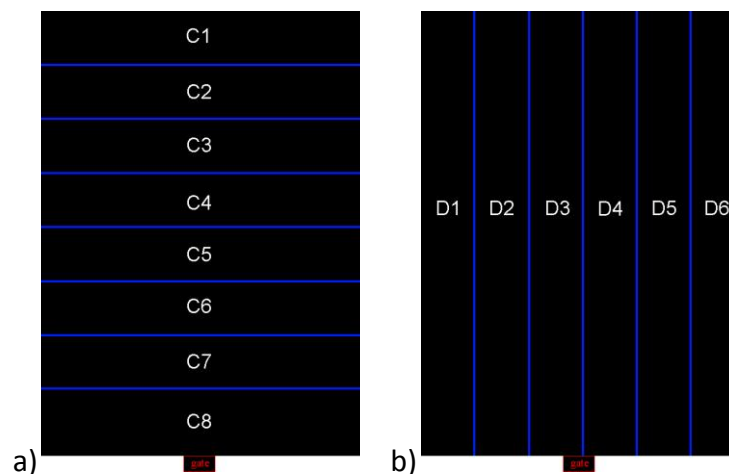 C1
C2
C3
C4
C5
C6
C7
C8
a) gate
D1 D2 D3 D4 D5 D6
b) gate